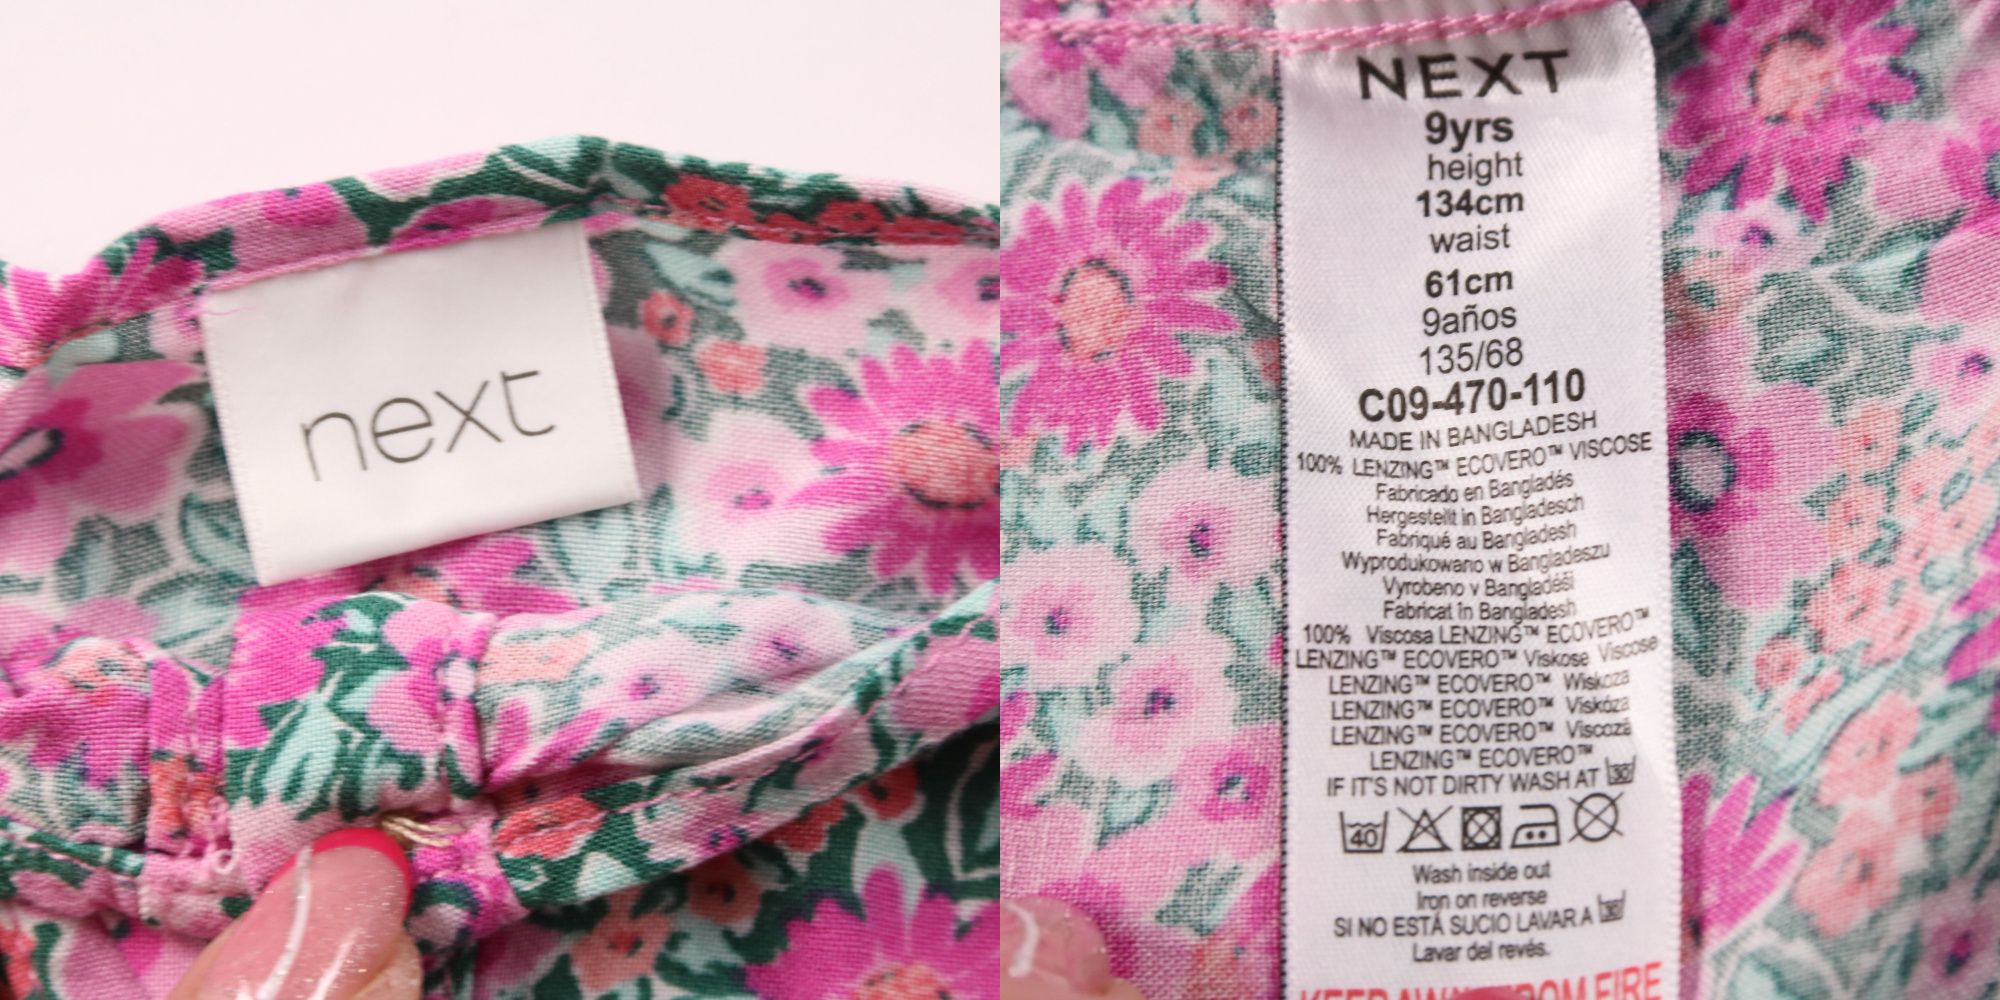 next
NEXT
9yrs
height
134cm
waist
61cm
9años
135/68
C09-470-110
MADE IN BANGLADESH
100% LENZING™ ECOVERO™ VISCOSE
Fabricado en Bangladés
Hergestellt in Bangladesch
Fabriqué au Bangladesh
Wyprodukowano w Bangladeszu
Vyrobeno v Bangladéši
Fabricat în Bangladesh
100% Viscosa LENZING™ ECOVERO™
LENZING™ ECOVERO™ Viskose Viscose
LENZING™ ECOVERO™ Wiskoza
LENZING™ ECOVERO™ Viskóza
LENZING™ ECOVERO™ Viscoză
LENZING™ ECOVERO™
IF IT'S NOT DIRTY WASH AT 30
40
Wash inside out
Iron on reverse
SI NO ESTÁ SUCIO LAVAR A 30
Lavar del revés.
KEEP AWAY FROM FIRE